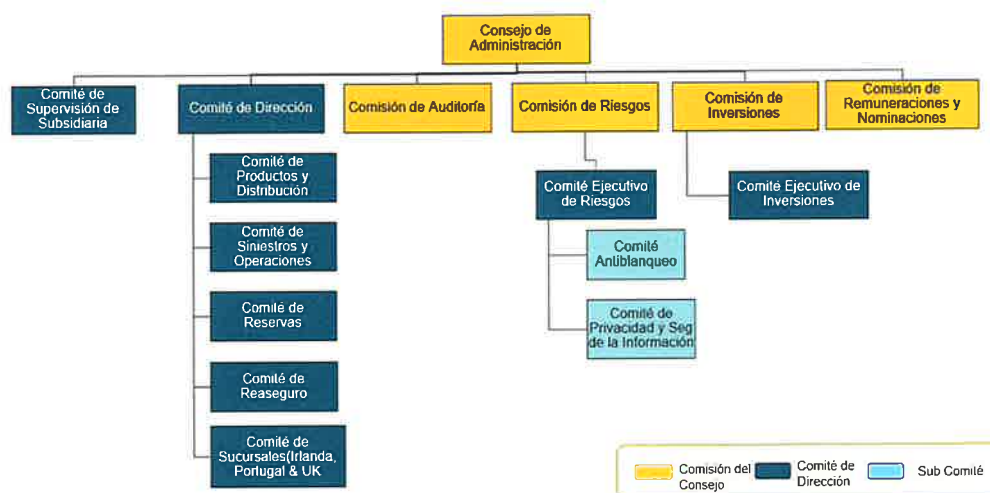 Consejo de
Administración
Comité de
Supervisión de
Subsidiaria
Comité de Dirección
Comisión de Auditoría
Comisión de Riesgos
Comisión de
Inversiones
Comisión de
Remuneraciones y
Nominaciones
Comité de
Productos y
Distribución
Comité de
Siniestros y
Operaciones
Comité de
Reservas
Comité de
Reaseguro
Comité de
Sucursales(Irlanda,
Portugal & UK
Comité Ejecutivo
de Riesgos
Comité
Antiblanqueo
Comité de
Privacidad y Seg
de la Información
Comité Ejecutivo de
Inversiones
Comisión del
Consejo
Comité de
Dirección
Sub Comité